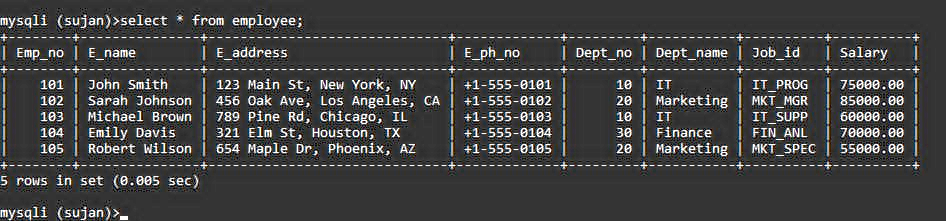 mysqli (sujan)>select * from employee;
+--------+----------------+------------------------------+-------------+---------+-----------+----------+----------+
| Emp_no | E_name         | E_address                    | E_ph_no     | Dept_no | Dept_name | Job_id   | Salary   |
+--------+----------------+------------------------------+-------------+---------+-----------+----------+----------+
|    101 | John Smith     | 123 Main St, New York, NY    | +1-555-0101 |      10 | IT        | IT_PROG  | 75000.00 |
|    102 | Sarah Johnson  | 456 Oak Ave, Los Angeles, CA | +1-555-0102 |      20 | Marketing | MKT_MGR  | 85000.00 |
|    103 | Michael Brown  | 789 Pine Rd, Chicago, IL     | +1-555-0103 |      10 | IT        | IT_SUPP  | 60000.00 |
|    104 | Emily Davis    | 321 Elm St, Houston, TX      | +1-555-0104 |      30 | Finance   | FIN_ANL  | 70000.00 |
|    105 | Robert Wilson  | 654 Maple Dr, Phoenix, AZ    | +1-555-0105 |      20 | Marketing | MKT_SPEC | 55000.00 |
+--------+----------------+------------------------------+-------------+---------+-----------+----------+----------+
5 rows in set (0.005 sec)
mysqli (sujan)>